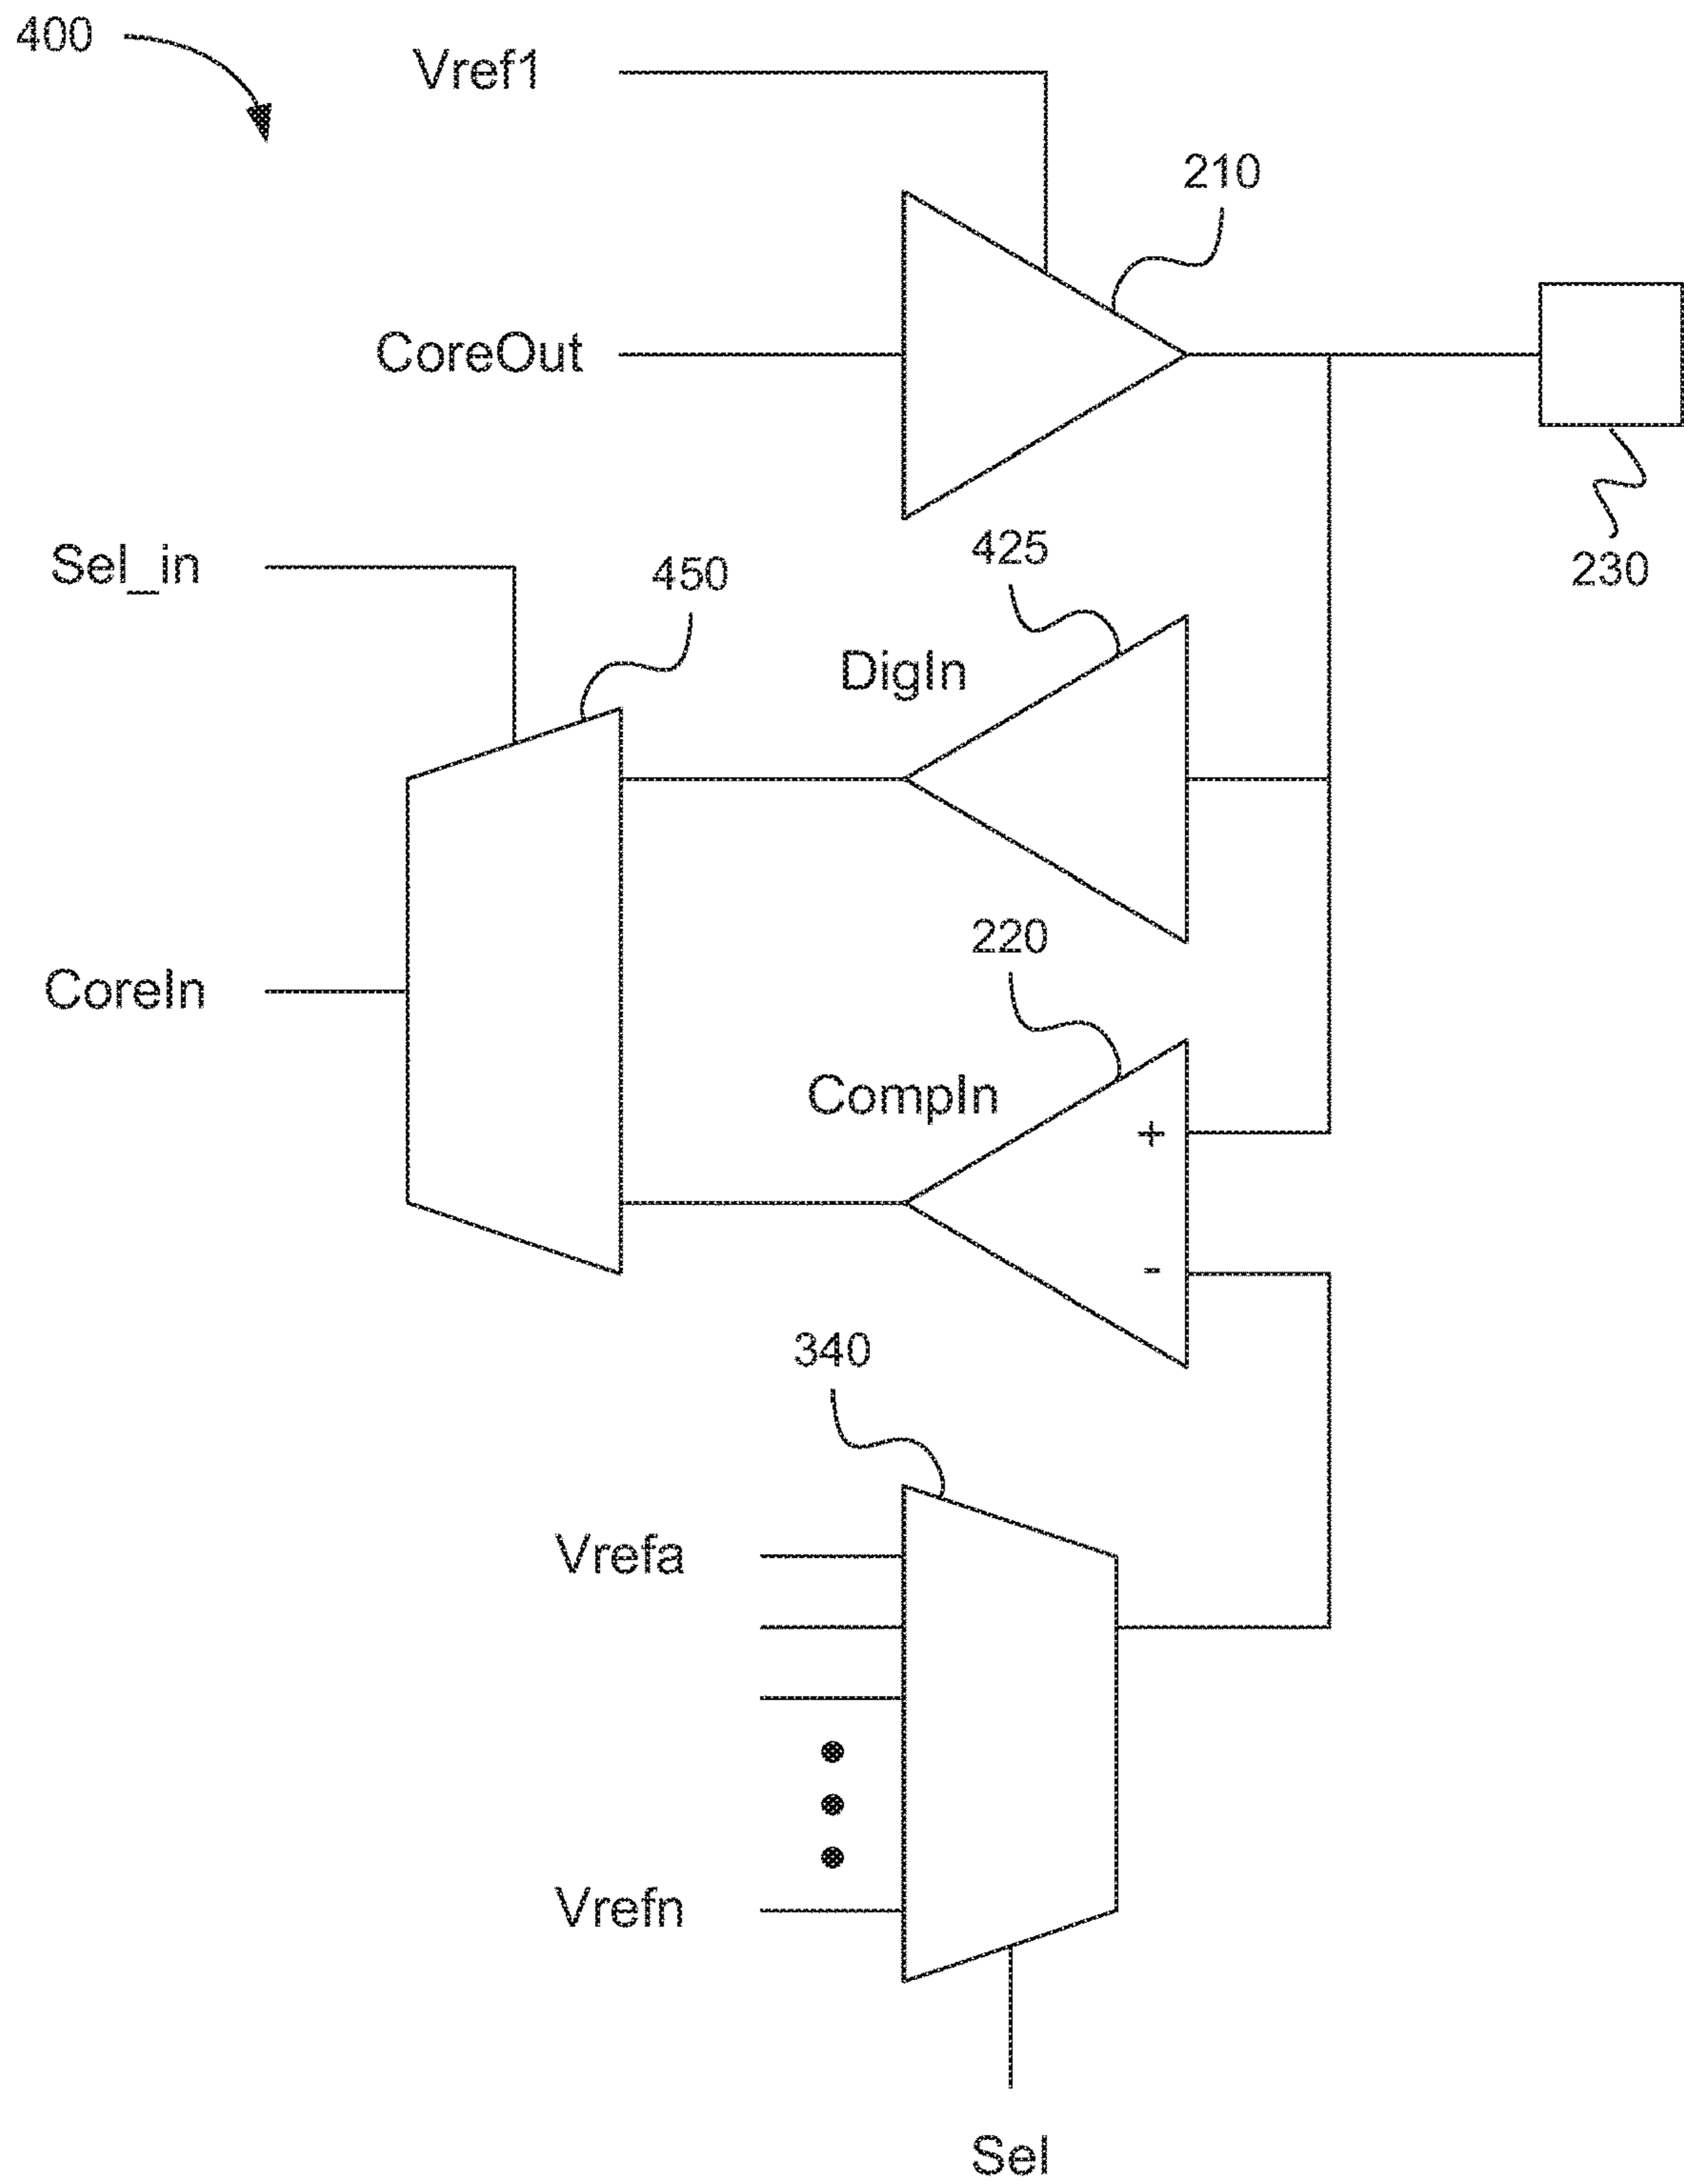 400
Vref1
210
CoreOut
230
425
Sel_in
450
DigIn
220
CoreIn
CompIn
+
-
340
Vrefa
Vrefn
Sel